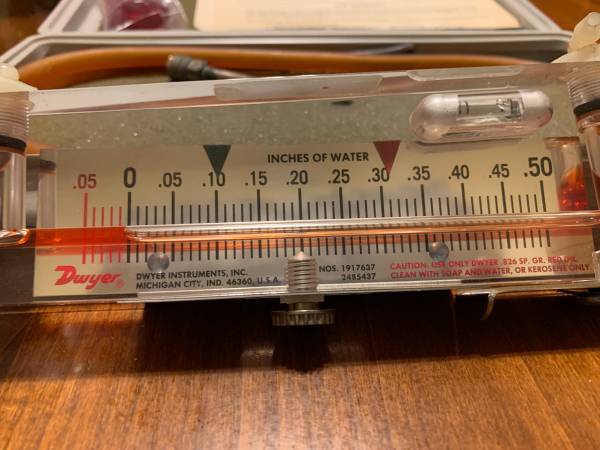 INCHES OF WATER
.05 0 .05 .10 .15 .20 .25 .30 .35 .40 .45 .50
Dwyer®
DWYER INSTRUMENTS, INC.
MICHIGAN CITY, IND. 46360, U.S.A.
NOS. 1917637
2485437
CAUTION: USE ONLY DWYER .826 SP. GR. RED OIL
CLEAN WITH SOAP AND WATER, OR KEROSENE ONLY